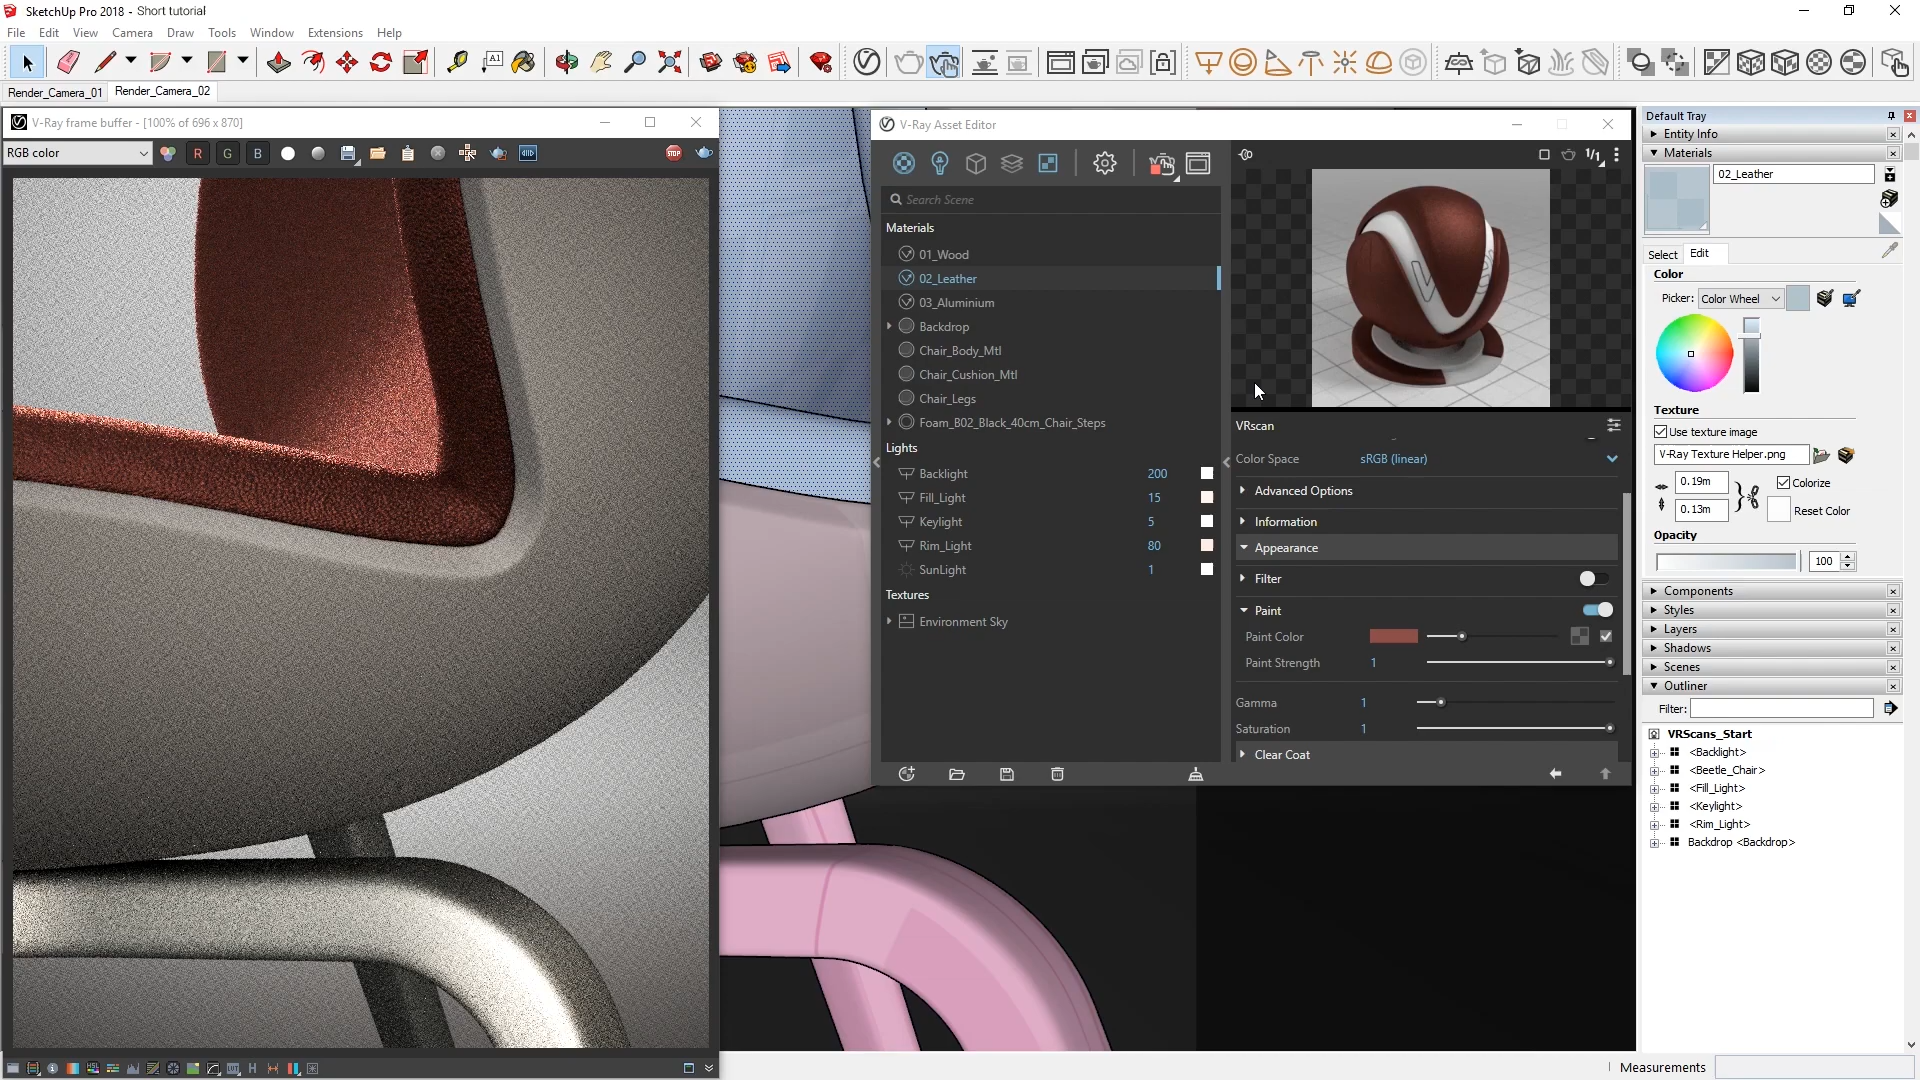 SketchUp Pro 2018 - Short tutorial
File Edit View Camera Draw Tools Window Extensions Help
A1
Render_Camera_01 Render_Camera_02
V-Ray frame buffer - [100% of 696 x 870]
RGB color R G B STOP
HSL LUT H
V-Ray Asset Editor
1/1
Search Scene
Materials
01_Wood
02_Leather
03_Aluminium
Backdrop
Chair_Body_Mtl
Chair_Cushion_Mtl
Chair_Legs
Foam_B02_Black_40cm_Chair_Steps
Lights
Backlight 200
Fill_Light 15
Keylight 5
Rim_Light 80
SunLight 1
Textures
Environment Sky
VRscan
Color Space sRGB (linear)
Advanced Options
Information
Appearance
Filter
Paint
Paint Color
Paint Strength 1
Gamma 1
Saturation 1
Clear Coat
Default Tray
Entity Info
Materials
02_Leather
Select Edit
Color
Picker: Color Wheel
Texture
Use texture image
V-Ray Texture Helper.png
0.19m Colorize
0.13m Reset Color
Opacity
100
Components
Styles
Layers
Shadows
Scenes
Outliner
Filter:
VRScans_Start
<Backlight>
<Beetle_Chair>
<Fill_Light>
<Keylight>
<Rim_Light>
Backdrop <Backdrop>
Measurements